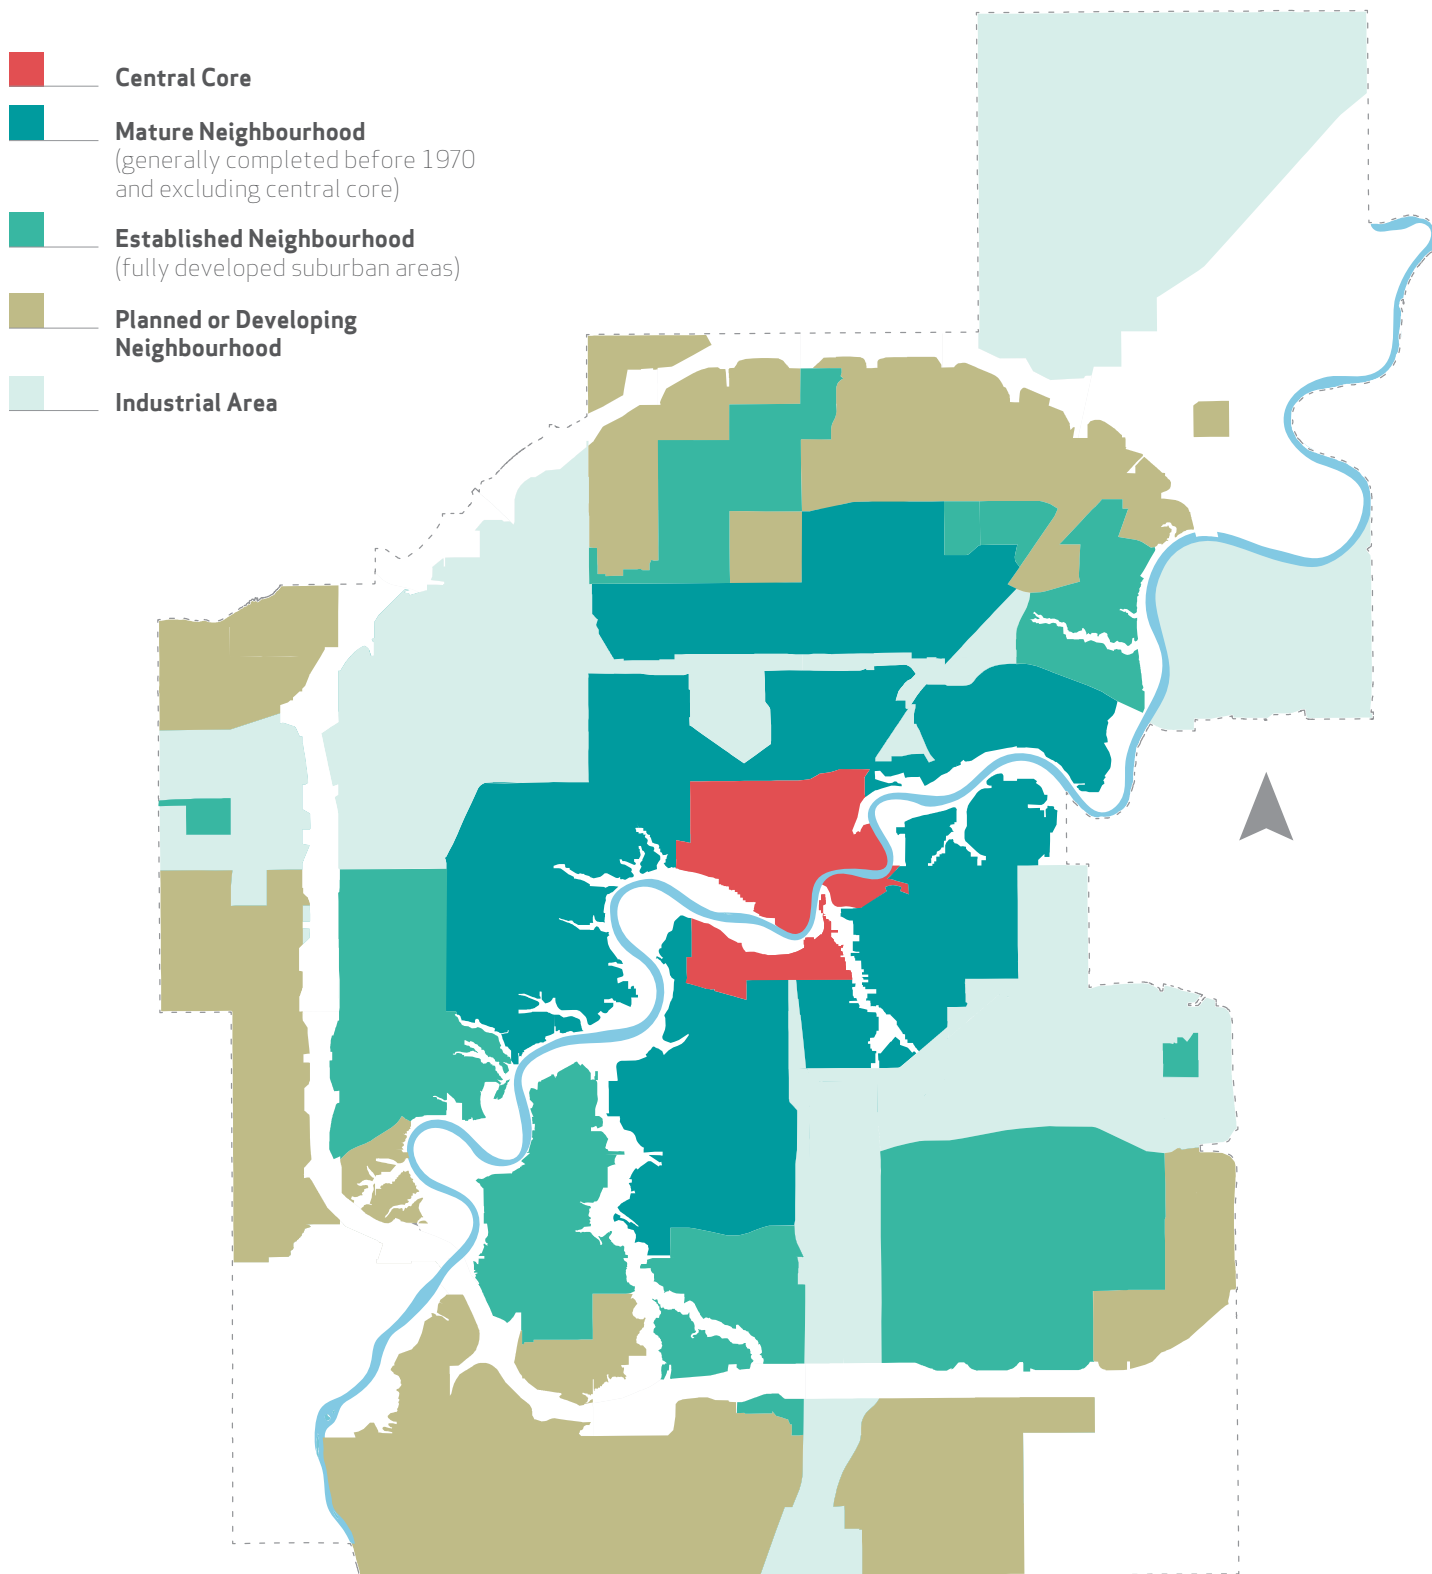 Central Core
Mature Neighbourhood
(generally completed before 1970
and excluding central core)
Established Neighbourhood
(fully developed suburban areas)
Planned or Developing
Neighbourhood
Industrial Area